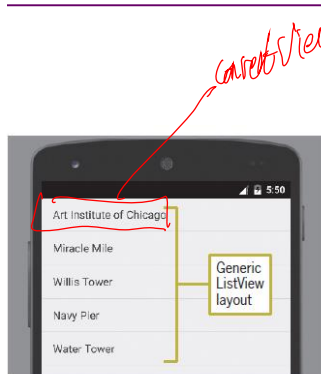 convertView
5:50
Art Institute of Chicago
Miracle Mile
Willis Tower
Navy Pier
Water Tower
Generic
ListView
layout